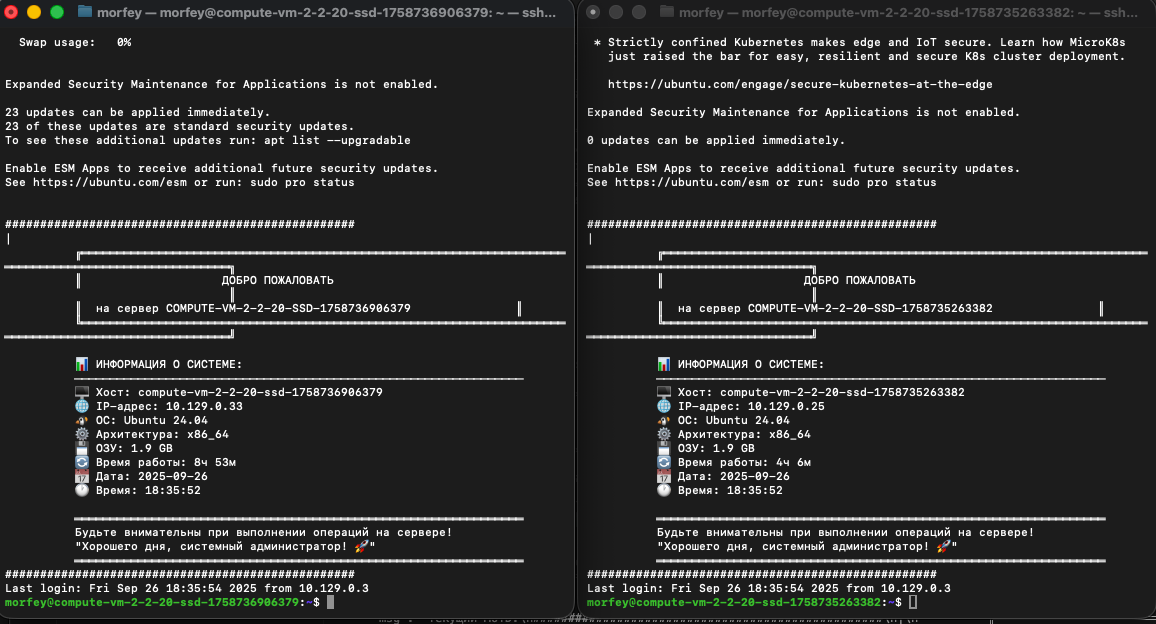 morfey — morfey@compute-vm-2-2-20-ssd-1758736906379: ~ — ssh...
Swap usage:   0%
Expanded Security Maintenance for Applications is not enabled.
23 updates can be applied immediately.
23 of these updates are standard security updates.
To see these additional updates run: apt list --upgradable
Enable ESM Apps to receive additional future security updates.
See https://ubuntu.com/esm or run: sudo pro status
##################################################
ДОБРО ПОЖАЛОВАТЬ
на сервер COMPUTE-VM-2-2-20-SSD-1758736906379
ИНФОРМАЦИЯ О СИСТЕМЕ:
Хост: compute-vm-2-2-20-ssd-1758736906379
IP-адрес: 10.129.0.33
ОС: Ubuntu 24.04
Архитектура: x86_64
ОЗУ: 1.9 GB
Время работы: 8ч 53м
Дата: 2025-09-26
Время: 18:35:52
Будьте внимательны при выполнении операций на сервере!
"Хорошего дня, системный администратор! 🚀"
##################################################
Last login: Fri Sep 26 18:35:54 2025 from 10.129.0.3
morfey@compute-vm-2-2-20-ssd-1758736906379:~$
morfey — morfey@compute-vm-2-2-20-ssd-1758735263382: ~ — ssh...
* Strictly confined Kubernetes makes edge and IoT secure. Learn how MicroK8s
just raised the bar for easy, resilient and secure K8s cluster deployment.
https://ubuntu.com/engage/secure-kubernetes-at-the-edge
Expanded Security Maintenance for Applications is not enabled.
0 updates can be applied immediately.
Enable ESM Apps to receive additional future security updates.
See https://ubuntu.com/esm or run: sudo pro status
##################################################
ДОБРО ПОЖАЛОВАТЬ
на сервер COMPUTE-VM-2-2-20-SSD-1758735263382
ИНФОРМАЦИЯ О СИСТЕМЕ:
Хост: compute-vm-2-2-20-ssd-1758735263382
IP-адрес: 10.129.0.25
ОС: Ubuntu 24.04
Архитектура: x86_64
ОЗУ: 1.9 GB
Время работы: 4ч 6м
Дата: 2025-09-26
Время: 18:35:52
Будьте внимательны при выполнении операций на сервере!
"Хорошего дня, системный администратор! 🚀"
##################################################
Last login: Fri Sep 26 18:35:54 2025 from 10.129.0.3
morfey@compute-vm-2-2-20-ssd-1758735263382:~$